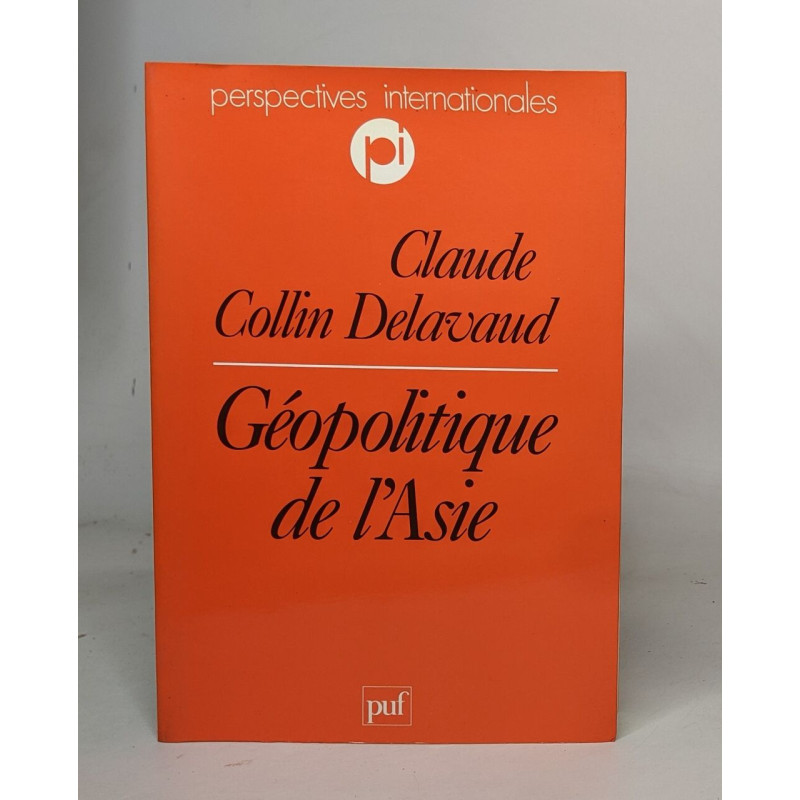 perspectives internationales
pi
Claude
Collin Delavaud
Géopolitique
de l'Asie
puf